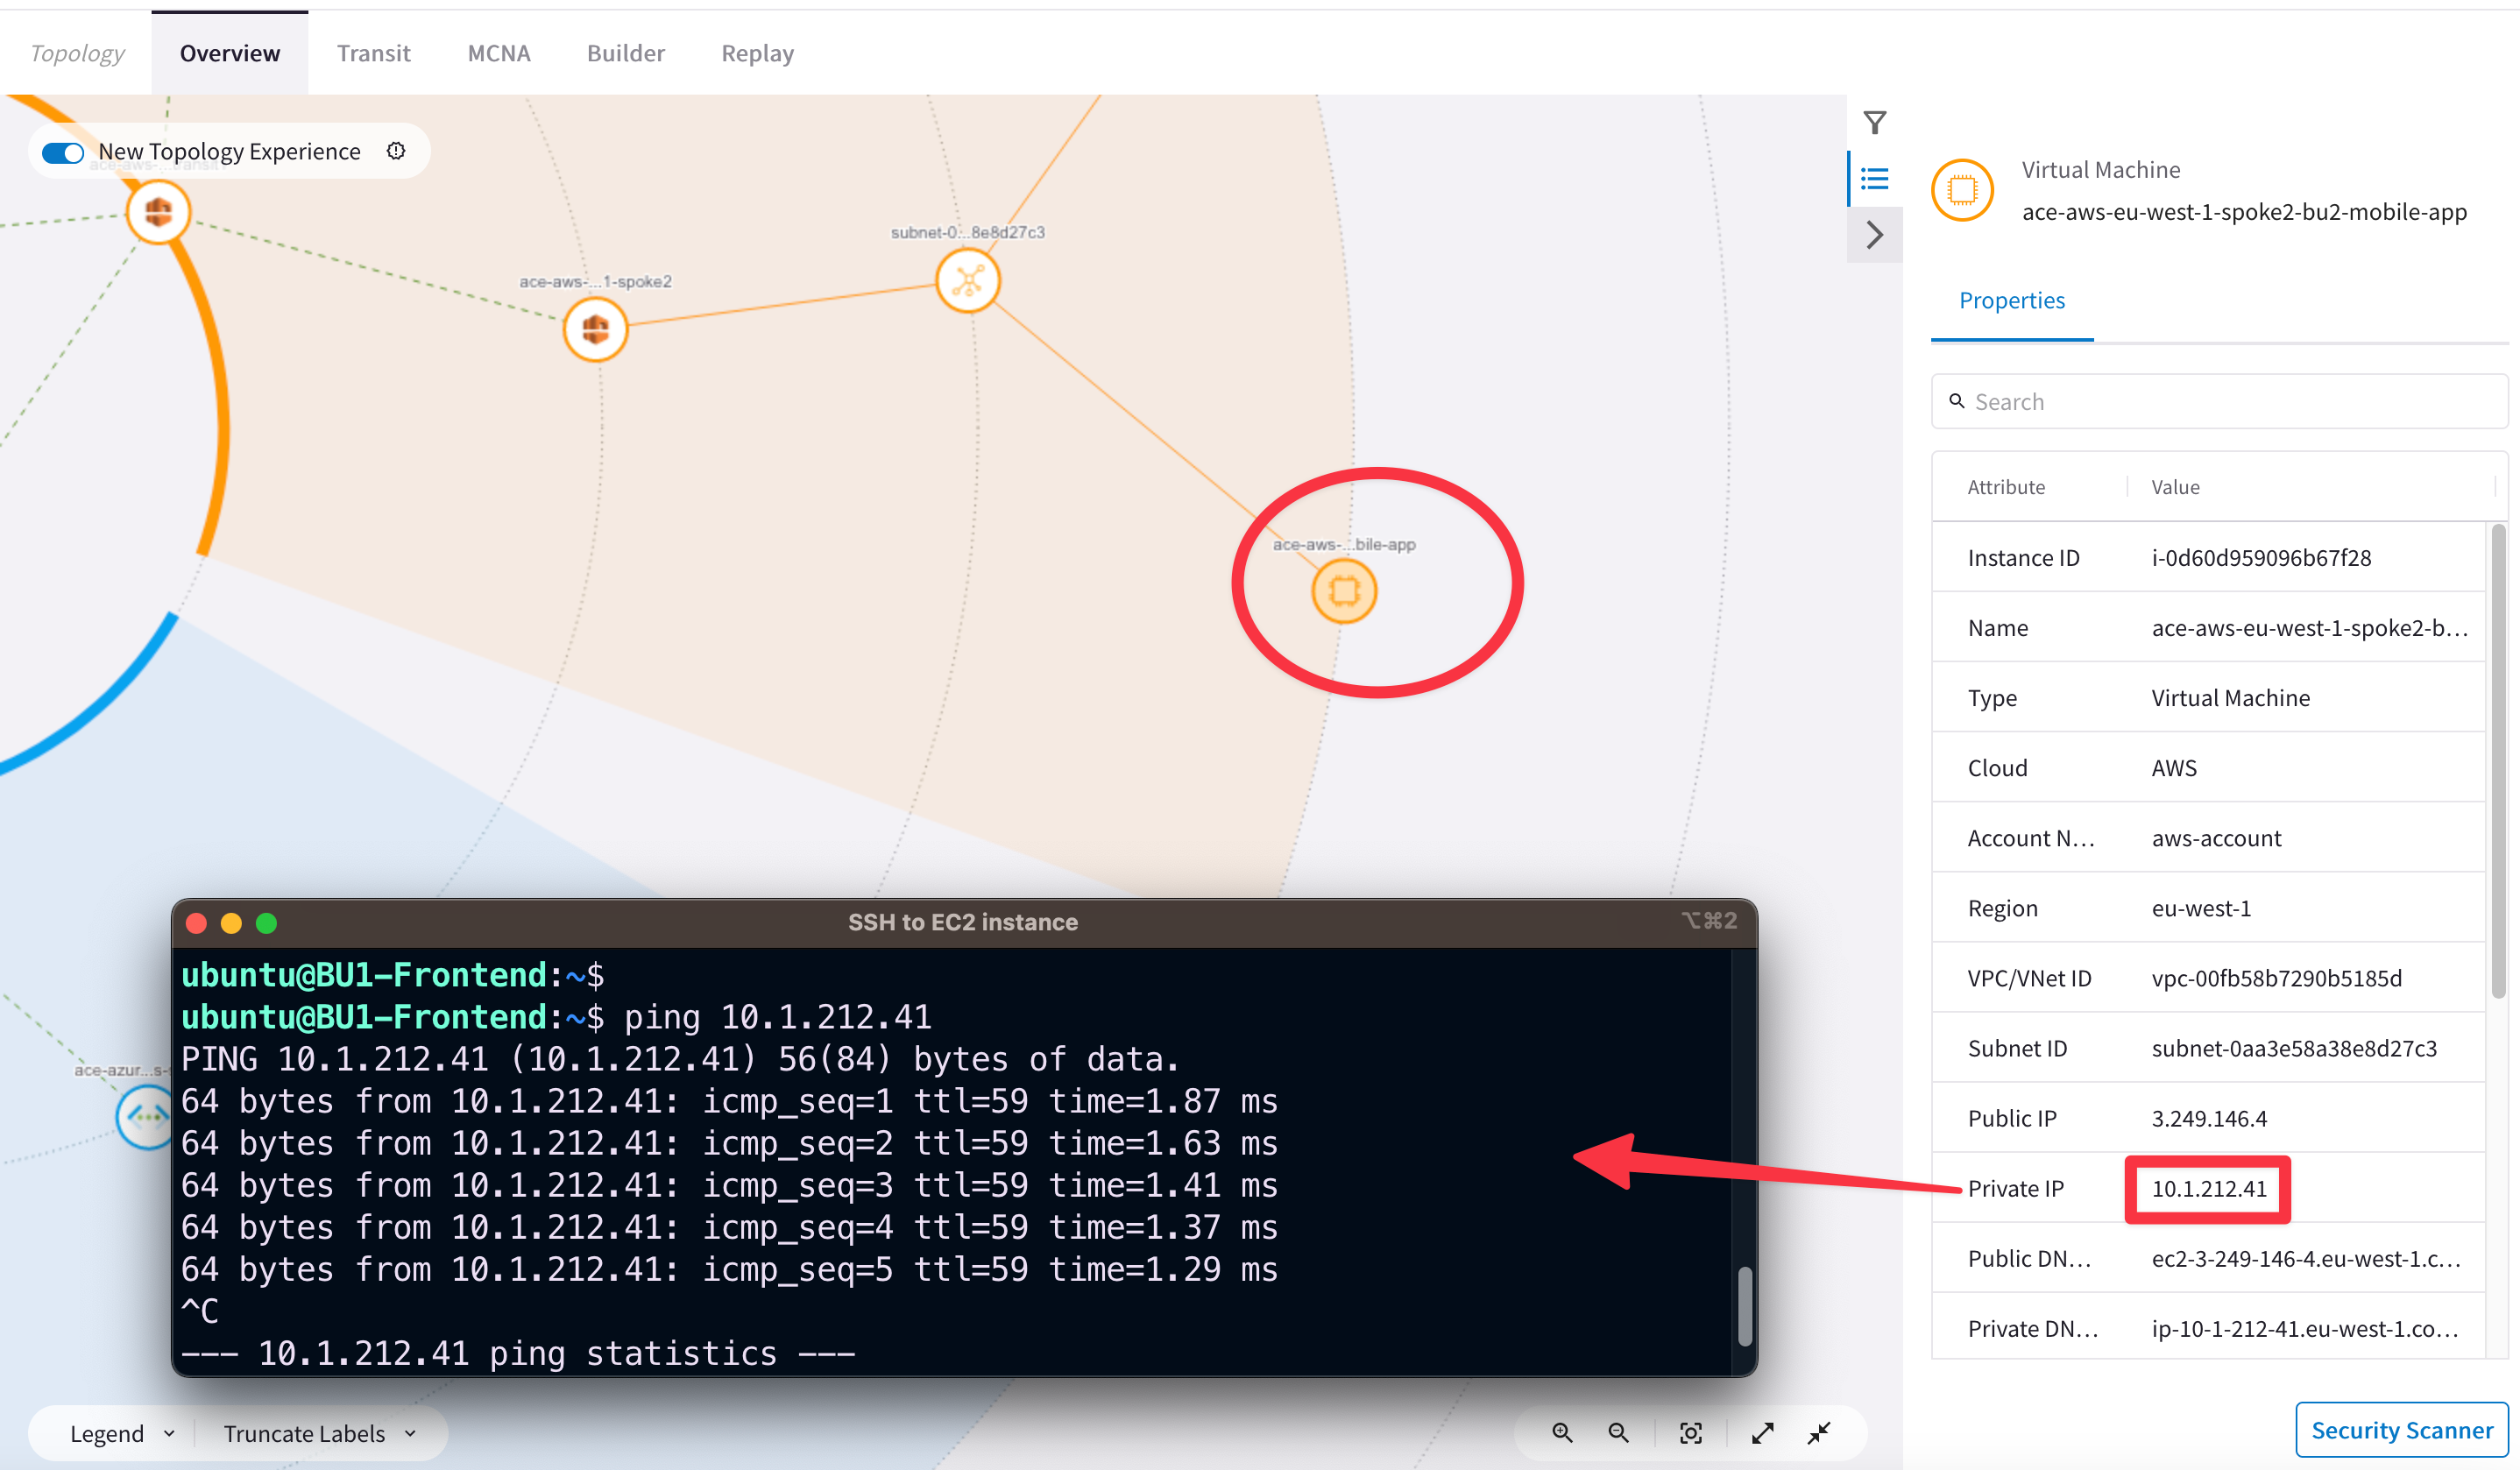 Topology
Overview
Transit
MCNA
Builder
Replay
New Topology Experience
subnet-0...8e8d27c3
ace-aws-...1-spoke2
ace-aws-...bile-app
ace-azur...s-
Virtual Machine
ace-aws-eu-west-1-spoke2-bu2-mobile-app
Properties
Search
Attribute Value
Instance ID i-0d60d959096b67f28
Name ace-aws-eu-west-1-spoke2-b...
Type Virtual Machine
Cloud AWS
Account N... aws-account
Region eu-west-1
VPC/VNet ID vpc-00fb58b7290b5185d
Subnet ID subnet-0aa3e58a38e8d27c3
Public IP 3.249.146.4
Private IP 10.1.212.41
Public DN... ec2-3-249-146-4.eu-west-1.c...
Private DN... ip-10-1-212-41.eu-west-1.co...
Security Scanner
SSH to EC2 instance
⌥⌘2
ubuntu@BU1-Frontend:~$
ubuntu@BU1-Frontend:~$ ping 10.1.212.41
PING 10.1.212.41 (10.1.212.41) 56(84) bytes of data.
64 bytes from 10.1.212.41: icmp_seq=1 ttl=59 time=1.87 ms
64 bytes from 10.1.212.41: icmp_seq=2 ttl=59 time=1.63 ms
64 bytes from 10.1.212.41: icmp_seq=3 ttl=59 time=1.41 ms
64 bytes from 10.1.212.41: icmp_seq=4 ttl=59 time=1.37 ms
64 bytes from 10.1.212.41: icmp_seq=5 ttl=59 time=1.29 ms
^C
--- 10.1.212.41 ping statistics ---
Legend
Truncate Labels